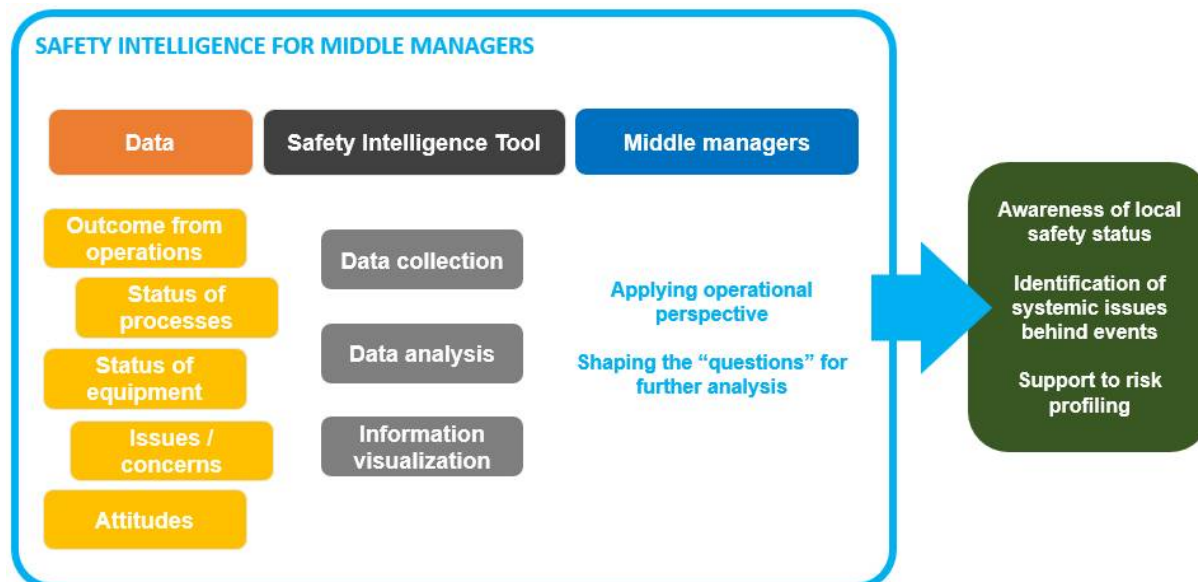 SAFETY INTELLIGENCE FOR MIDDLE MANAGERS
Data
Safety Intelligence Tool
Middle managers
Outcome from
operations
Status of
processes
Status of
equipment
Issues /
concerns
Attitudes
Data collection
Data analysis
Information
visualization
Applying operational
perspective
Shaping the “questions” for
further analysis
Awareness of local
safety status
Identification of
systemic issues
behind events
Support to risk
profiling